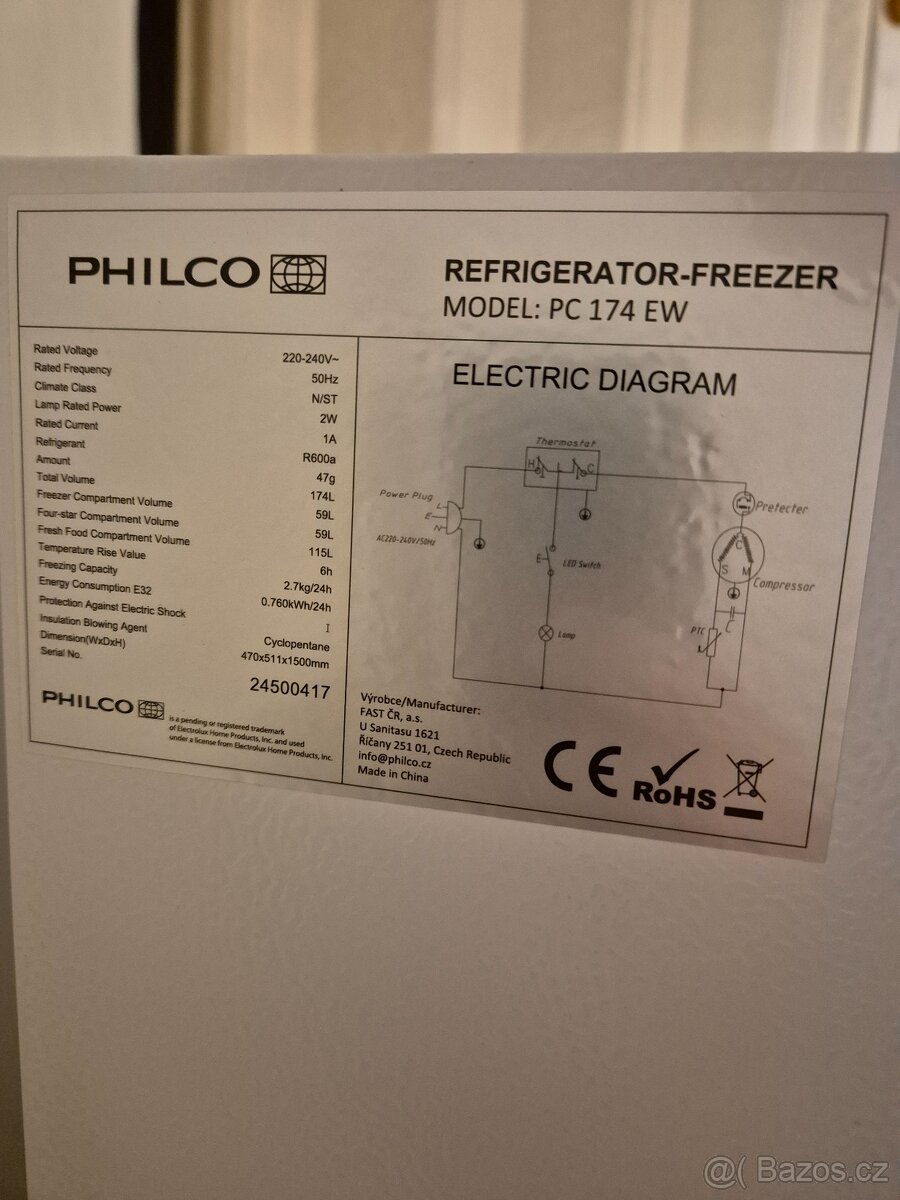 PHILCO
REFRIGERATOR-FREEZER
MODEL: PC 174 EW
Rated Voltage 220-240V~
Rated Frequency 50Hz
Climate Class N/ST
Lamp Rated Power 2W
Rated Current 1A
Refrigerant R600a
Amount 47g
Total Volume 174L
Freezer Compartment Volume 59L
Four-star Compartment Volume 59L
Fresh Food Compartment Volume 115L
Temperature Rise Value 6h
Freezing Capacity 2.7kg/24h
Energy Consumption E32 0.760kWh/24h
Protection Against Electric Shock I
Insulation Blowing Agent Cyclopentane
Dimension(WxDxH) 470x511x1500mm
Serial No. 24500417
PHILCO
is a pending or registered trademark
of Electrolux Home Products, Inc. and used
under a license from Electrolux Home Products, Inc.
ELECTRIC DIAGRAM
Thermostat
H C
Power Plug
L
E
N
AC220-240V/50Hz
E
LED Switch
Lamp
Protecter
C
S M
Compressor
C
PTC
Výrobce/Manufacturer:
FAST ČR, a.s.
U Sanitasu 1621
Říčany 251 01, Czech Republic
info@philco.cz
Made in China
CE
RoHS
@( Bazos.cz